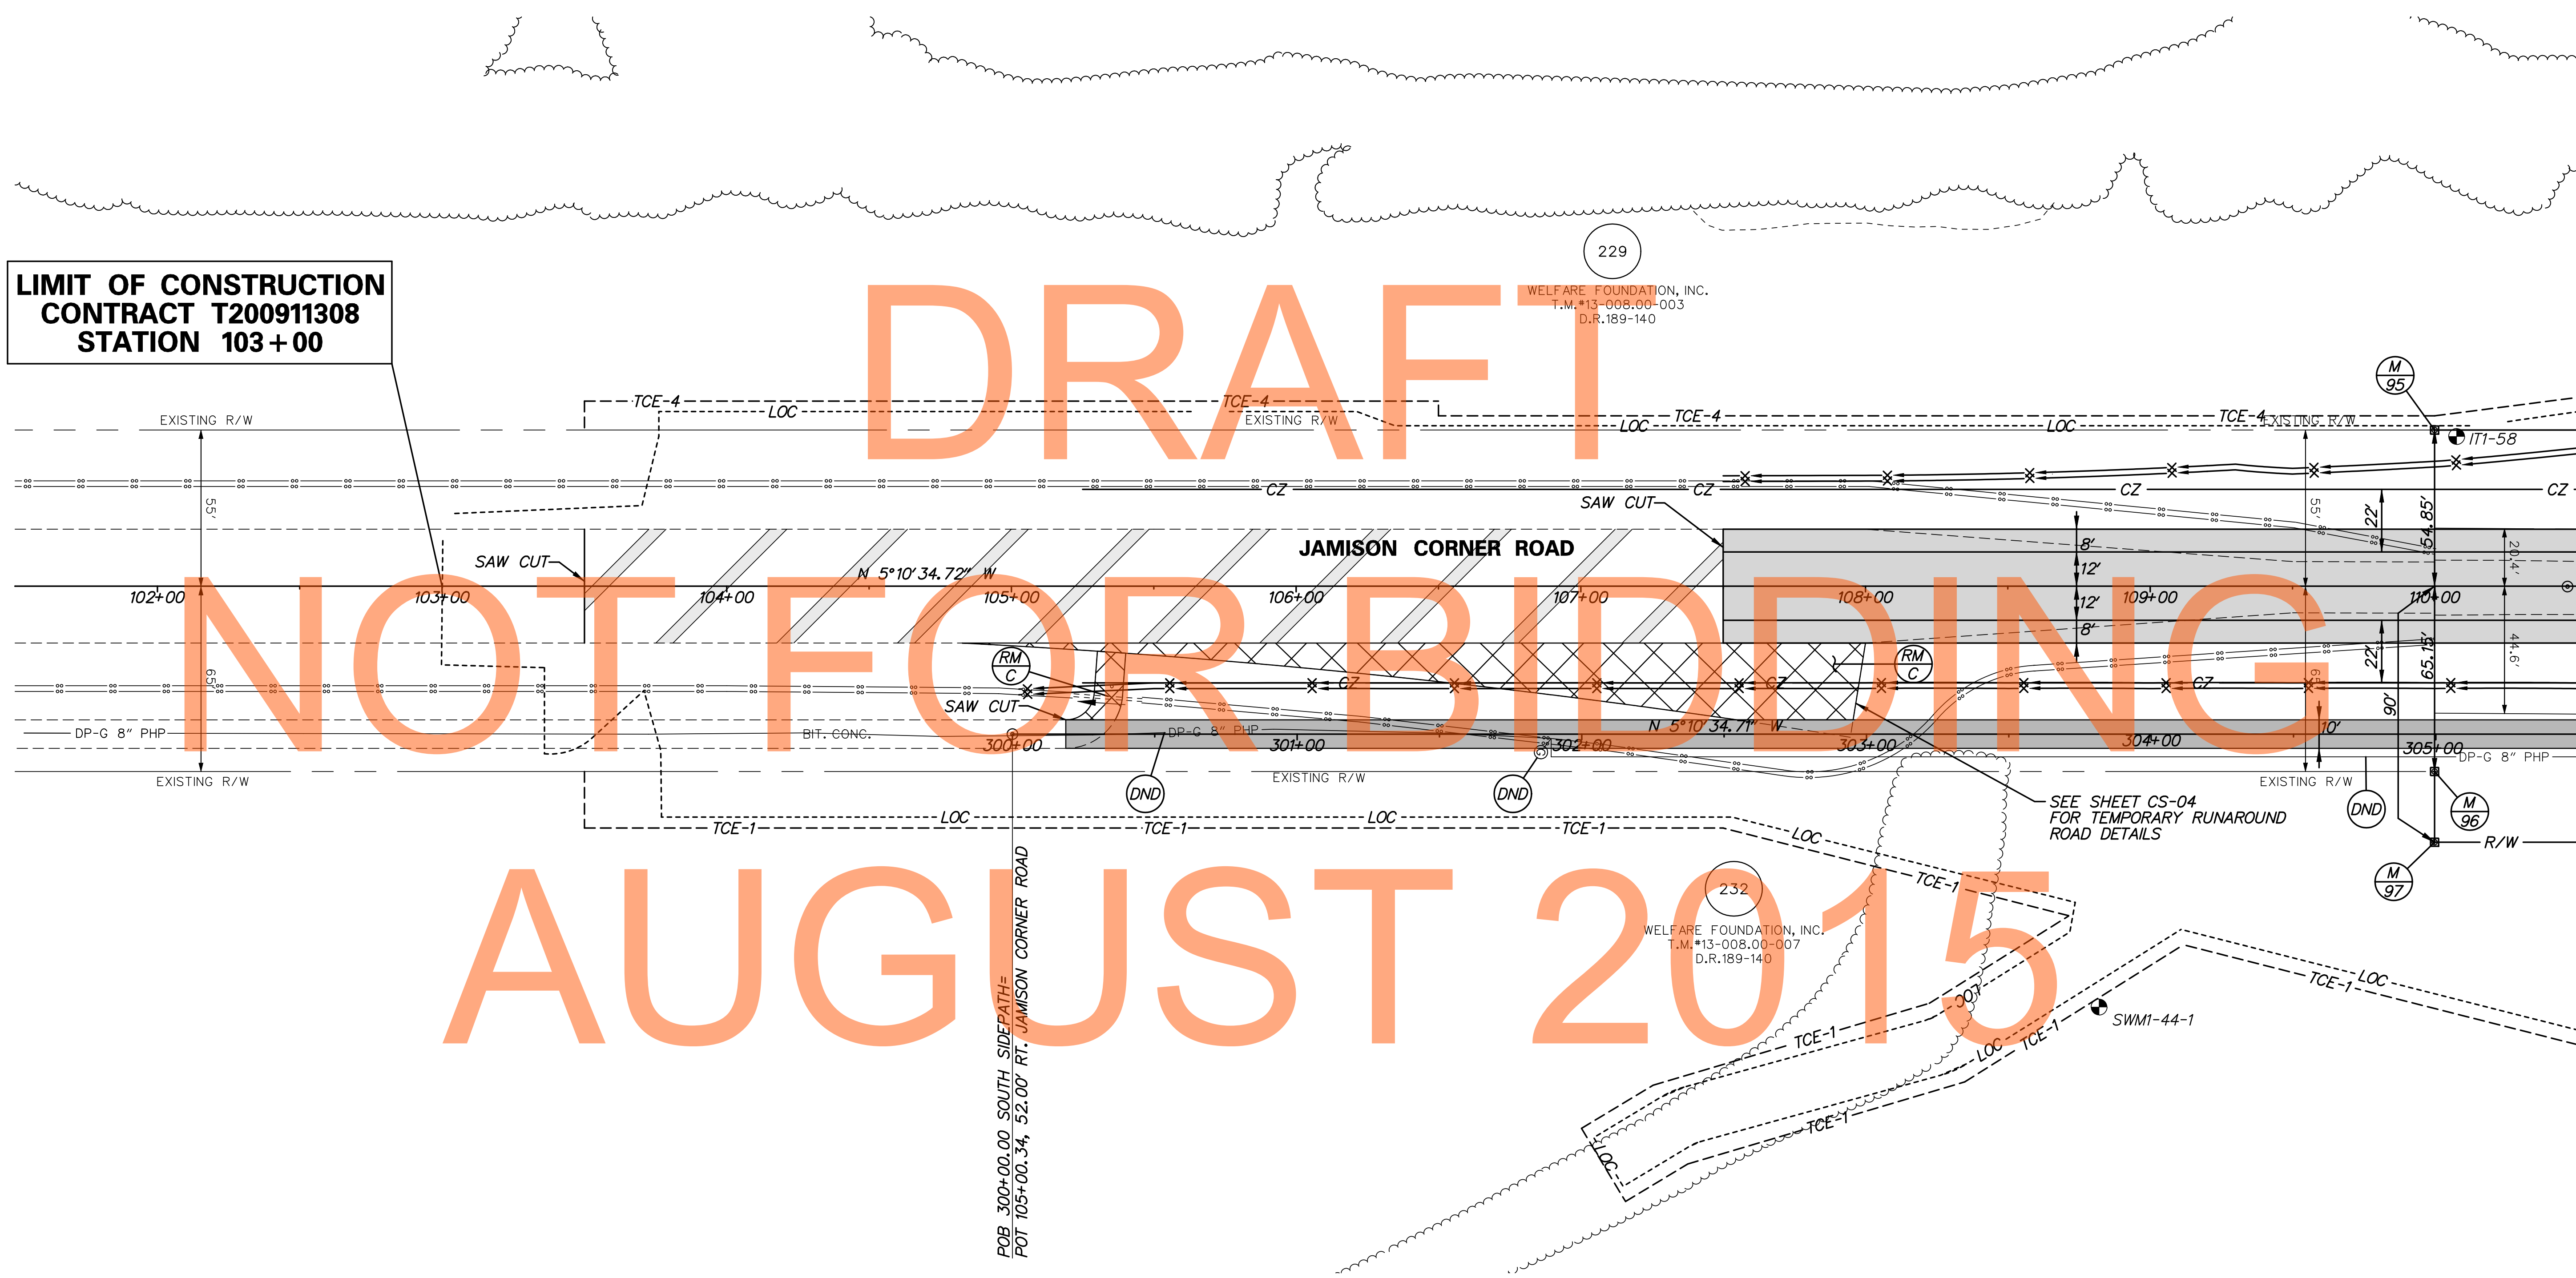 229
WELFARE FOUNDATION, INC.
T.M.#13-008.00-003
D.R.189-140
LIMIT OF CONSTRUCTION
CONTRACT T200911308
STATION 103+00
DRAFT
M
95
TCE-4
TCE-4
TCE-4
TCE-4
LOC
LOC
LOC
EXISTING R/W
EXISTING R/W
EXISTING R/W
IT1-58
CZ
CZ
CZ
CZ
55'
55'
SAW CUT
22'
54.85'
20.4'
JAMISON CORNER ROAD
8'
12'
SAW CUT
N 5°10'34.72" W
102+00
103+00
104+00
105+00
106+00
107+00
108+00
109+00
110+00
12'
8'
NOT FOR BIDDING
RM
C
RM
C
65'
65'
22'
65.15'
44.6'
90'
CZ
CZ
CZ
CZ
SAW CUT
DP-G 8" PHP
BIT. CONC.
DP-G 8" PHP
N 5°10'34.71" W
10'
300+00
301+00
302+00
303+00
304+00
305+00
G
DP-G 8" PHP
EXISTING R/W
EXISTING R/W
EXISTING R/W
DND
DND
DND
SEE SHEET CS-04
FOR TEMPORARY RUNAROUND
ROAD DETAILS
M
96
R/W
M
97
LOC
LOC
LOC
TCE-1
TCE-1
TCE-1
TCE-1
232
WELFARE FOUNDATION, INC.
T.M.#13-008.00-007
D.R.189-140
AUGUST 2015
POB 300+00.00 SOUTH SIDEPATH=
POT 105+00.34, 52.00' RT. JAMISON CORNER ROAD
LOC
TCE-1
LOC
TCE-1
SWM1-44-1
LOC
TCE-1
TCE-1
LOC